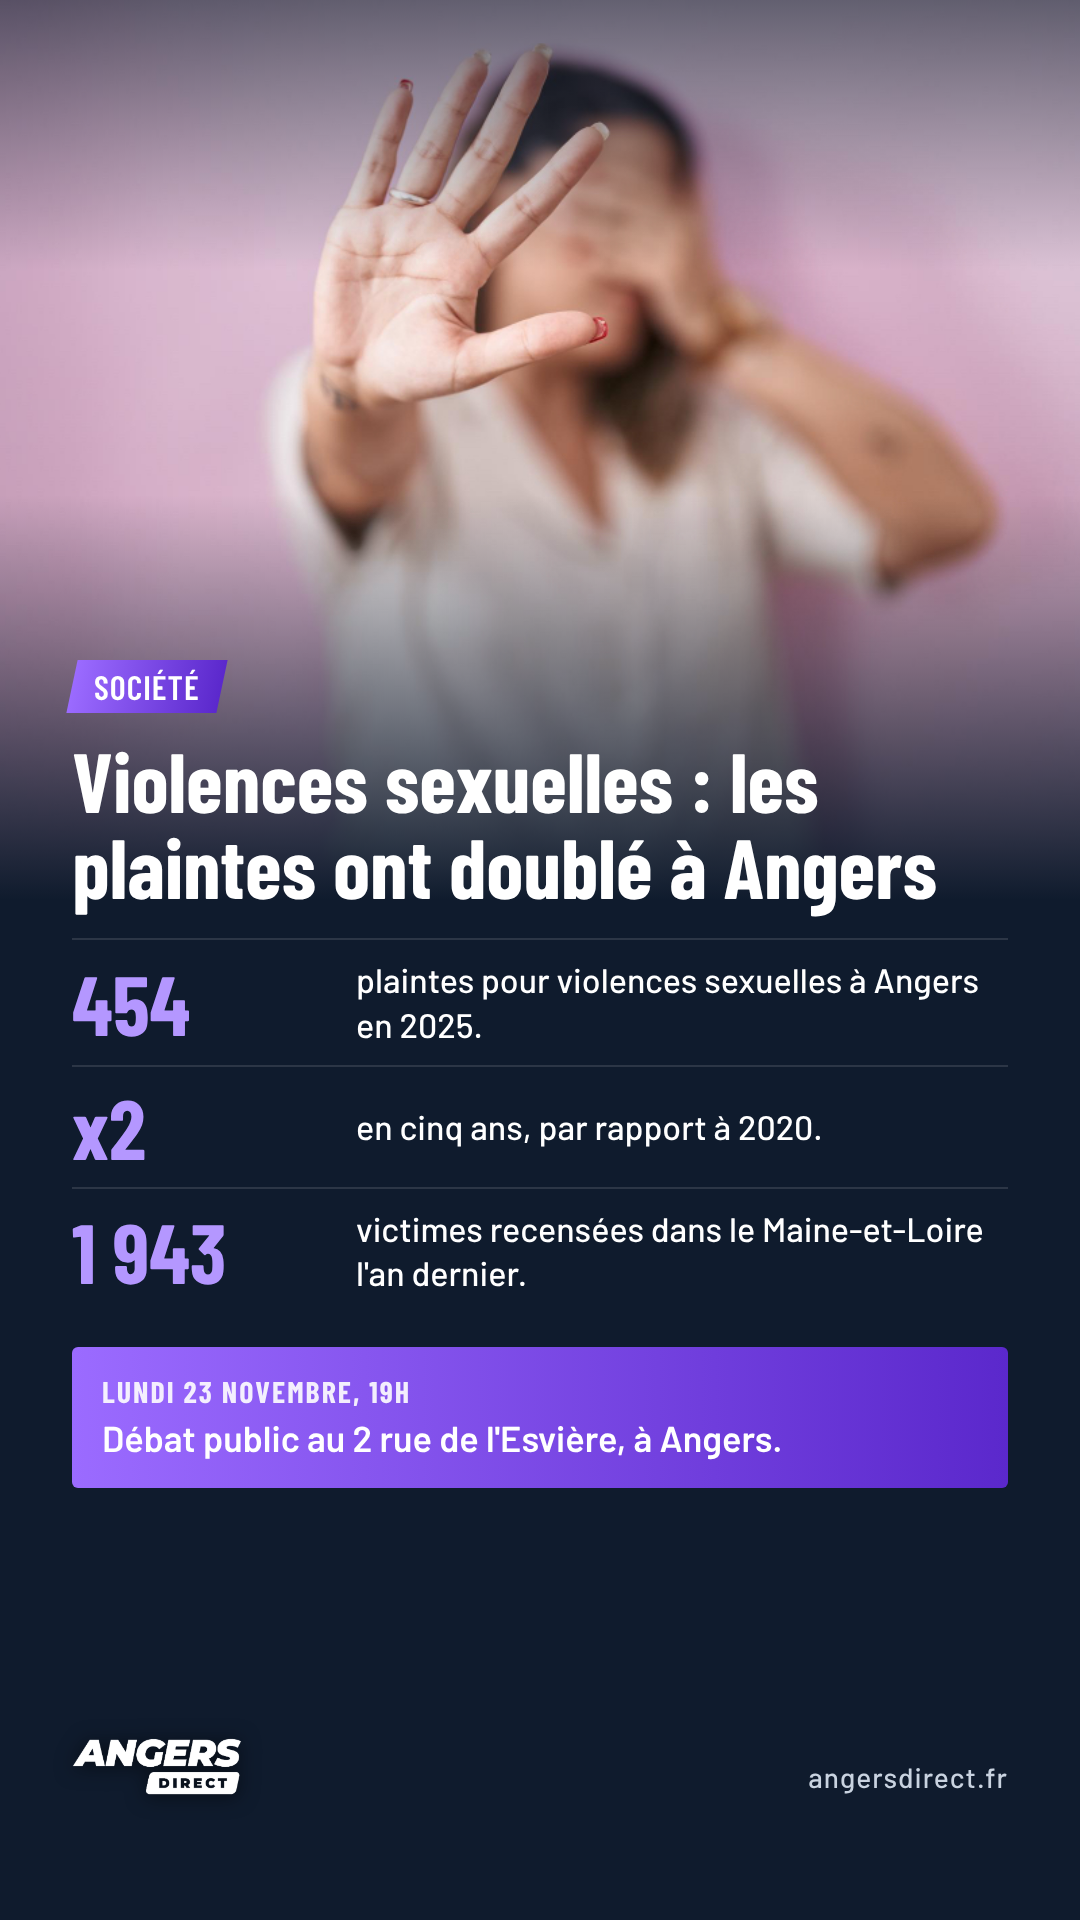 SOCIÉTÉ
Violences sexuelles : les
plaintes ont doublé à Angers
454
plaintes pour violences sexuelles à Angers
en 2025.
x2
en cinq ans, par rapport à 2020.
1 943
victimes recensées dans le Maine-et-Loire
l'an dernier.
LUNDI 23 NOVEMBRE, 19H
Débat public au 2 rue de l'Esvière, à Angers.
ANGERS
DIRECT
angersdirect.fr